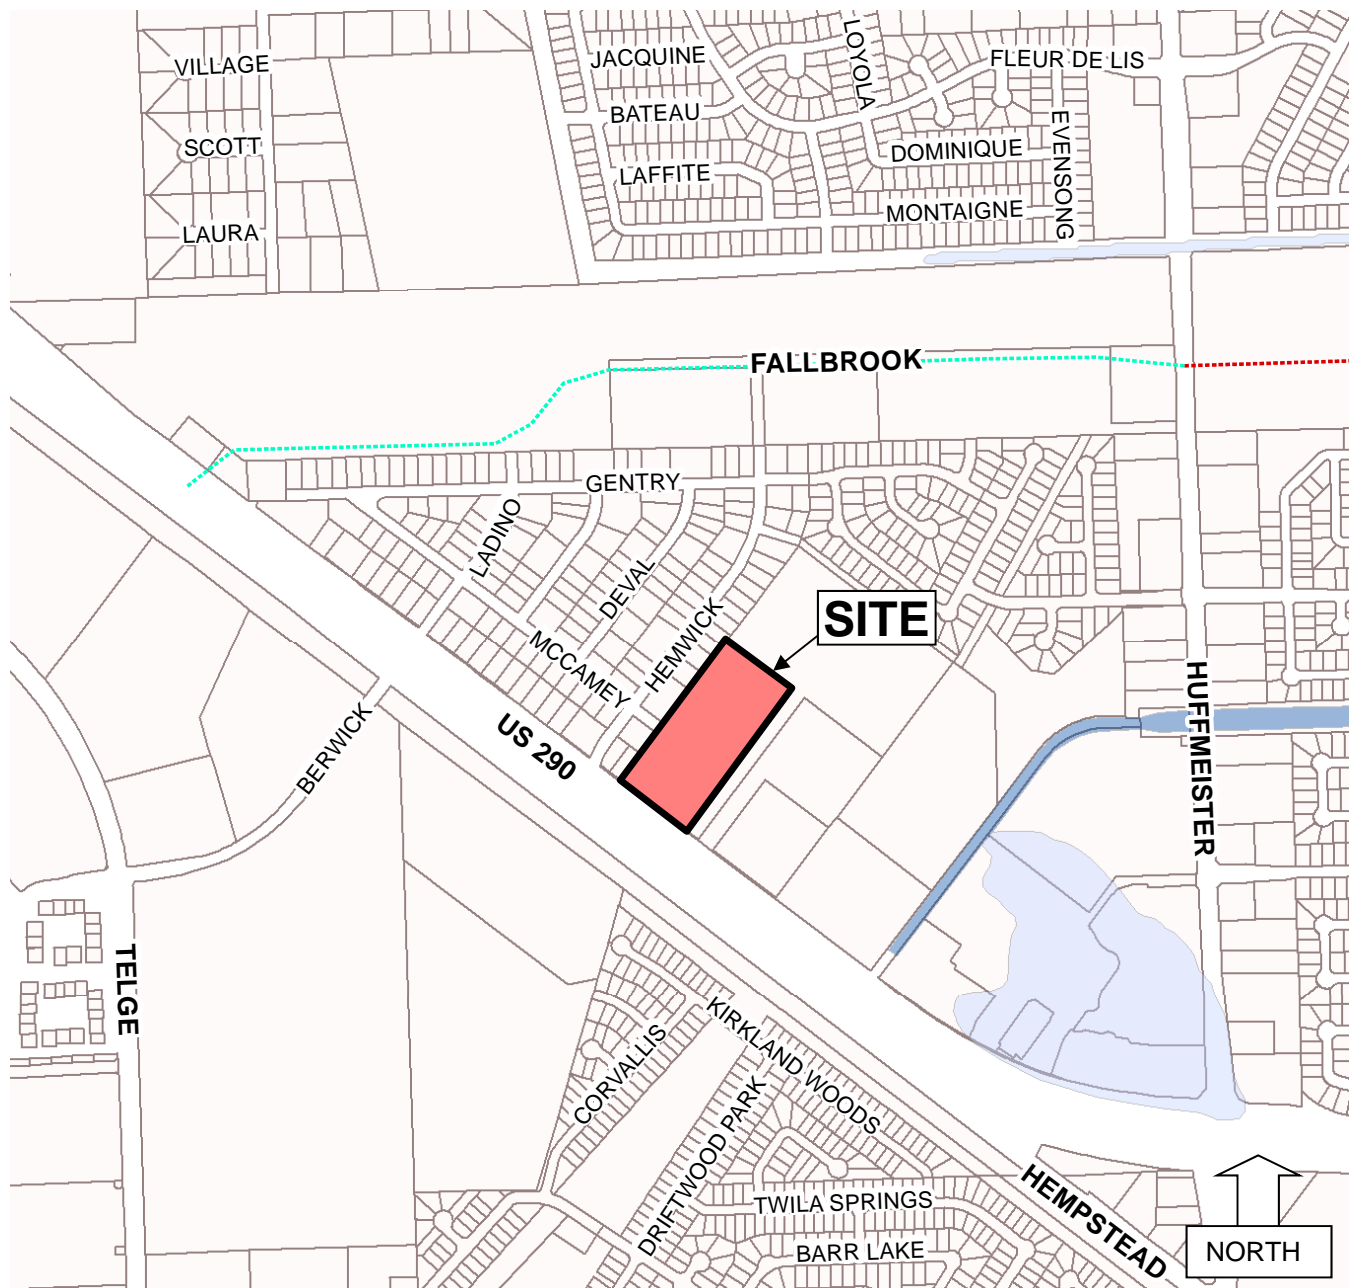 VILLAGE
SCOTT
LAURA
JACQUINE
BATEAU
LAFFITE
LOYOLA
FLEUR DE LIS
DOMINIQUE
EVENSONG
MONTAIGNE
FALLBROOK
GENTRY
LADINO
DEVAL
HEMWICK
MCCAMEY
SITE
US 290
HUFFMEISTER
BERWICK
TELGE
CORVALLIS
KIRKLAND WOODS
DRIFTWOOD PARK
TWILA SPRINGS
BARR LAKE
HEMPSTEAD
NORTH